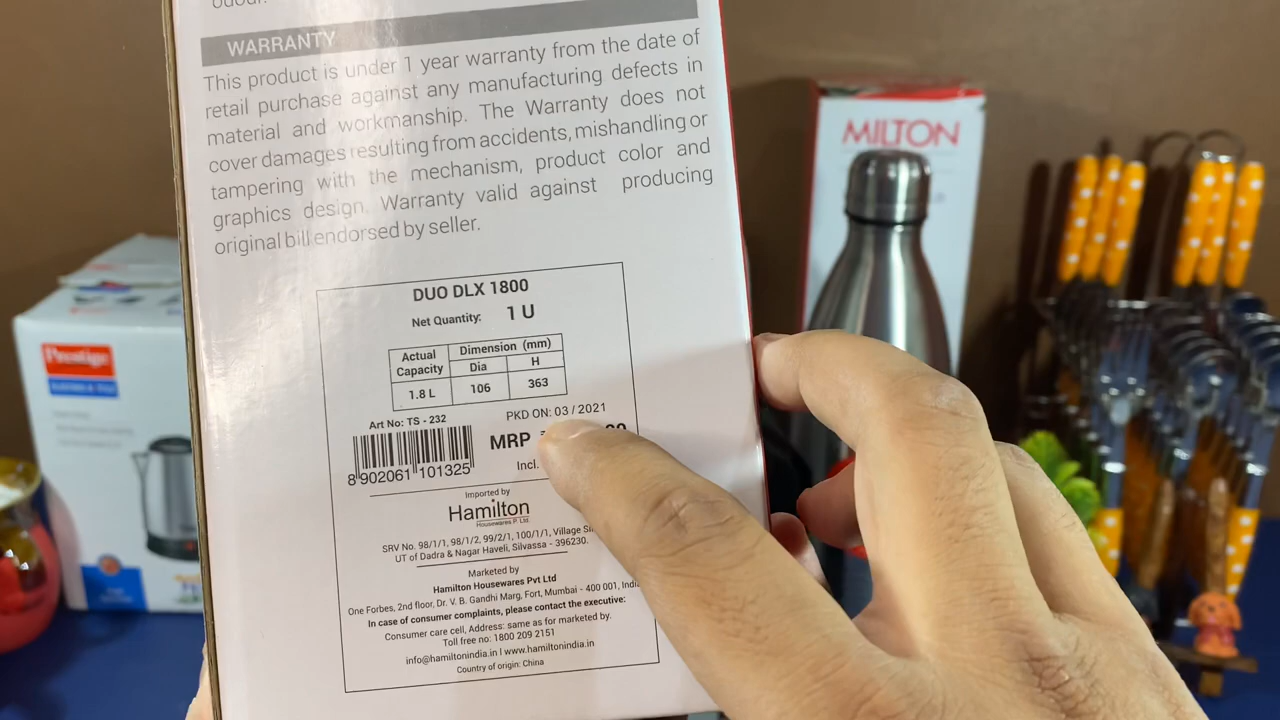 odour.
WARRANTY
This product is under 1 year warranty from the date of
retail purchase against any manufacturing defects in
material and workmanship. The Warranty does not
cover damages resulting from accidents, mishandling or
tampering with the mechanism, product color and
graphics design. Warranty valid against producing
original bill endorsed by seller.
DUO DLX 1800
Net Quantity: 1 U
Actual Capacity Dimension (mm)
Dia H
1.8 L 106 363
Art No: TS - 232
PKD ON: 03 / 2021
MRP
Incl.
8 902061 101325
Imported by
Hamilton
Housewares P. Ltd
SRV No. 98/1/1, 98/1/2, 99/2/1, 100/1/1, Village
UT of Dadra & Nagar Haveli, Silvassa - 396230.
Marketed by
Hamilton Housewares Pvt Ltd
One Forbes, 2nd floor, Dr. V. B. Gandhi Marg, Fort, Mumbai - 400 001,
In case of consumer complaints, please contact the executive:
Consumer care cell, Address: same as for marketed by.
Toll free no: 1800 209 2151
info@hamiltonindia.in I www.hamiltonindia.in
Country of origin: China
MILTON
Prestige